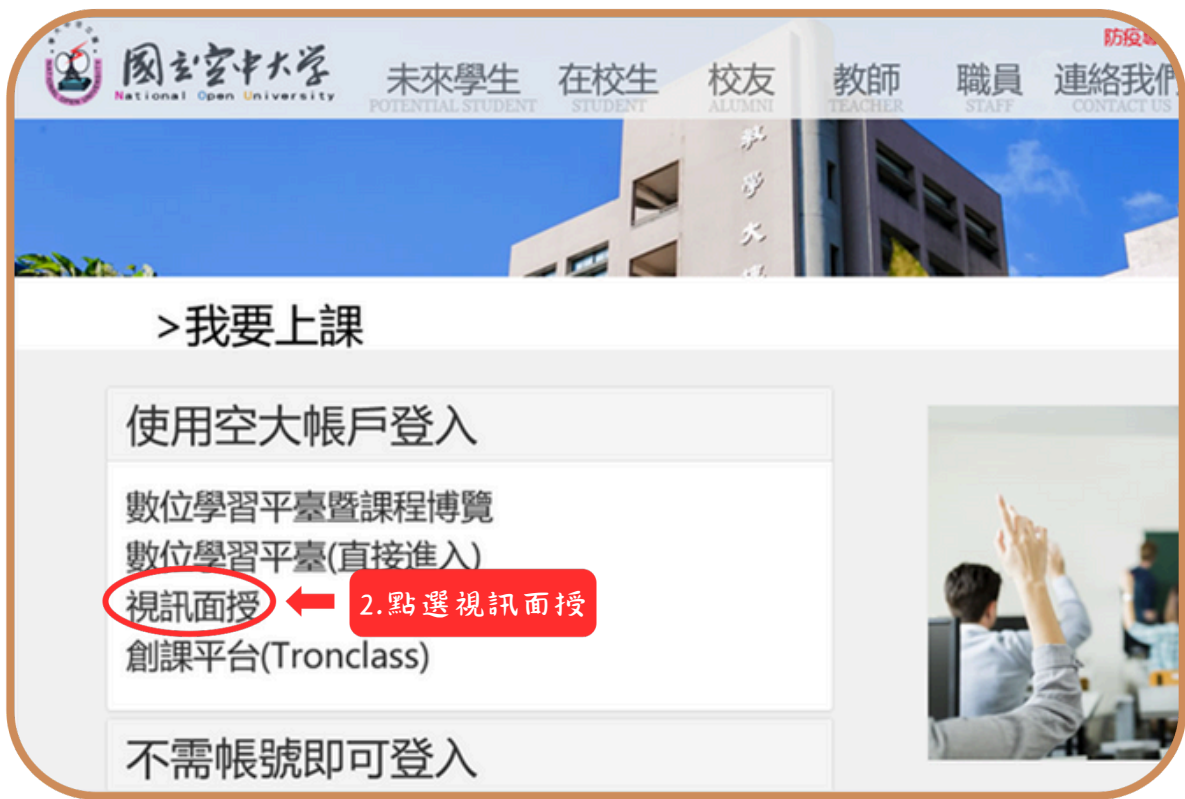 防疫
國立空中大学
National Open University
未來學生 在校生 校友 教師 職員 連絡我們
POTENTIAL STUDENT STUDENT ALUMNI TEACHER STAFF CONTACT US
教
學
大
>我要上課
使用空大帳戶登入
數位學習平臺暨課程博覽
數位學習平臺(直接進入)
視訊面授
2.點選視訊面授
創課平台(Tronclass)
不需帳號即可登入